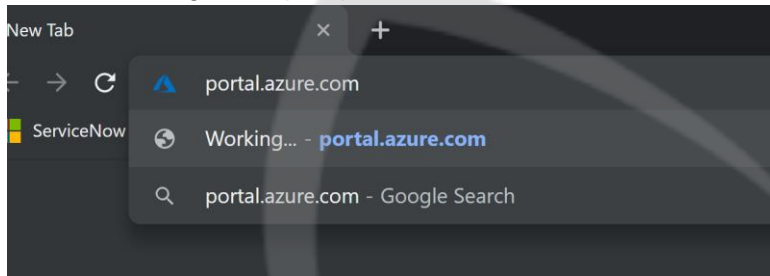 New Tab
portal.azure.com
ServiceNow
Working... - portal.azure.com
portal.azure.com - Google Search